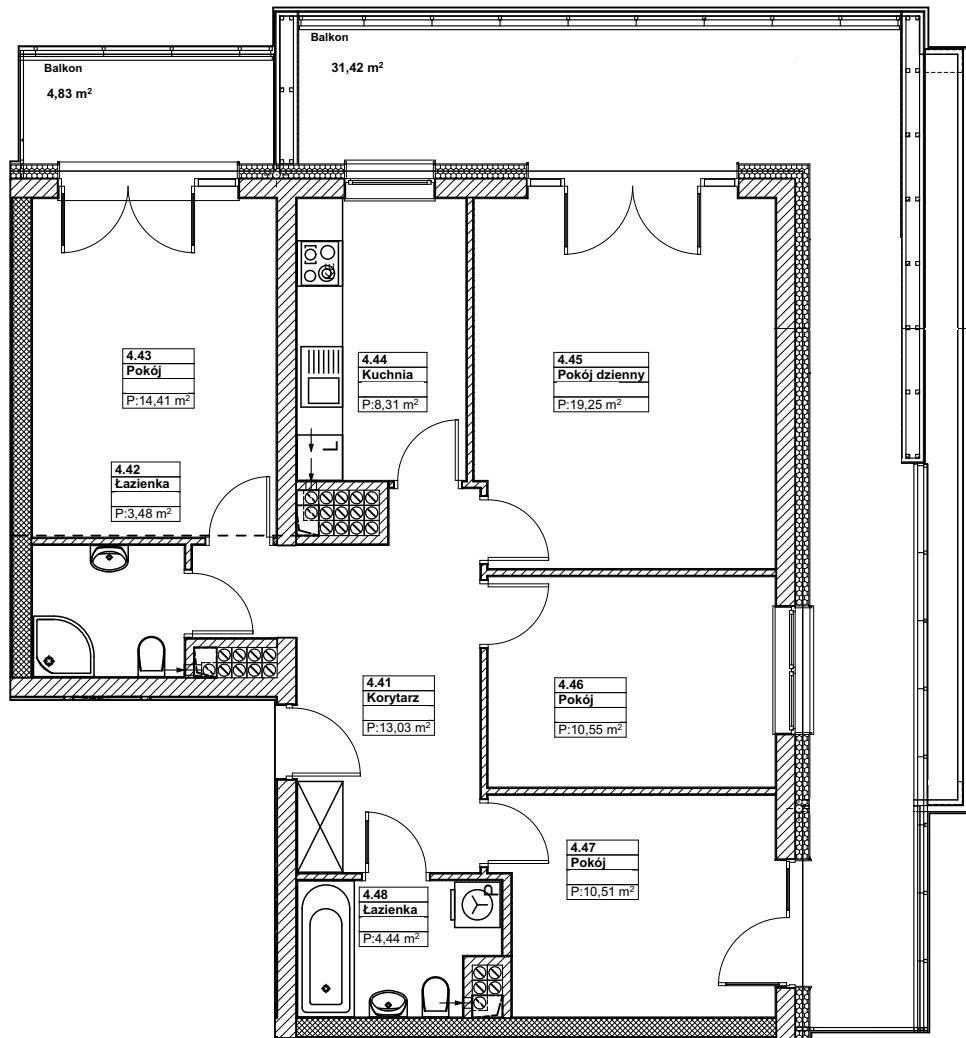 Balkon
31,42 m²
Balkon
4,83 m²
4.43
Pokój
P:14,41 m²
4.44
Kuchnia
P:8,31 m²
4.45
Pokój dzienny
P:19,25 m²
L
4.42
Łazienka
P:3,48 m²
4.41
Korytarz
P:13,03 m²
4.46
Pokój
P:10,55 m²
4.47
Pokój
P:10,51 m²
4.48
Łazienka
P:4,44 m²
P